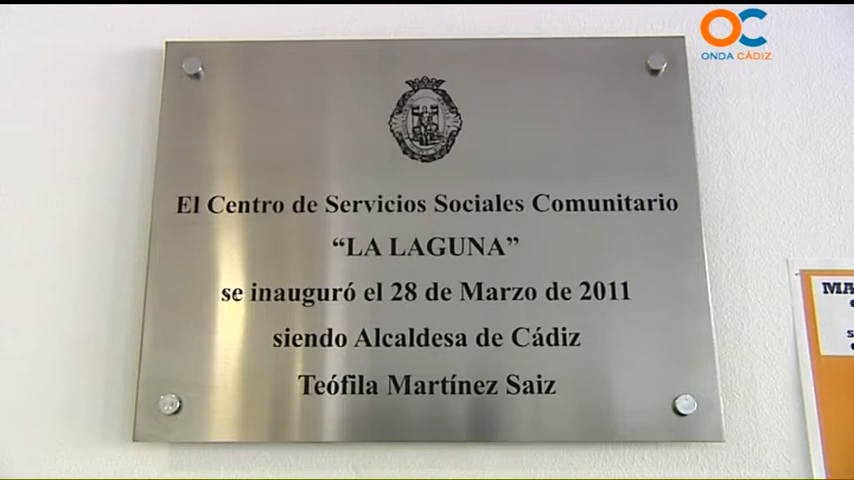 OC
ONDA CÁDIZ
El Centro de Servicios Sociales Comunitario
“LA LAGUNA”
se inauguró el 28 de Marzo de 2011
siendo Alcaldesa de Cádiz
Teófila Martínez Saiz
MA